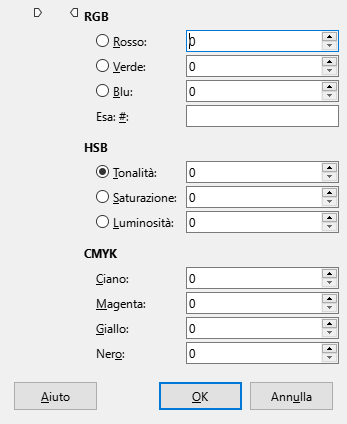 RGB
Rosso: 0
Verde: 0
Blu: 0
Esa: #:
HSB
Tonalità: 0
Saturazione: 0
Luminosità: 0
CMYK
Ciano: 0
Magenta: 0
Giallo: 0
Nero: 0
Aiuto OK Annulla